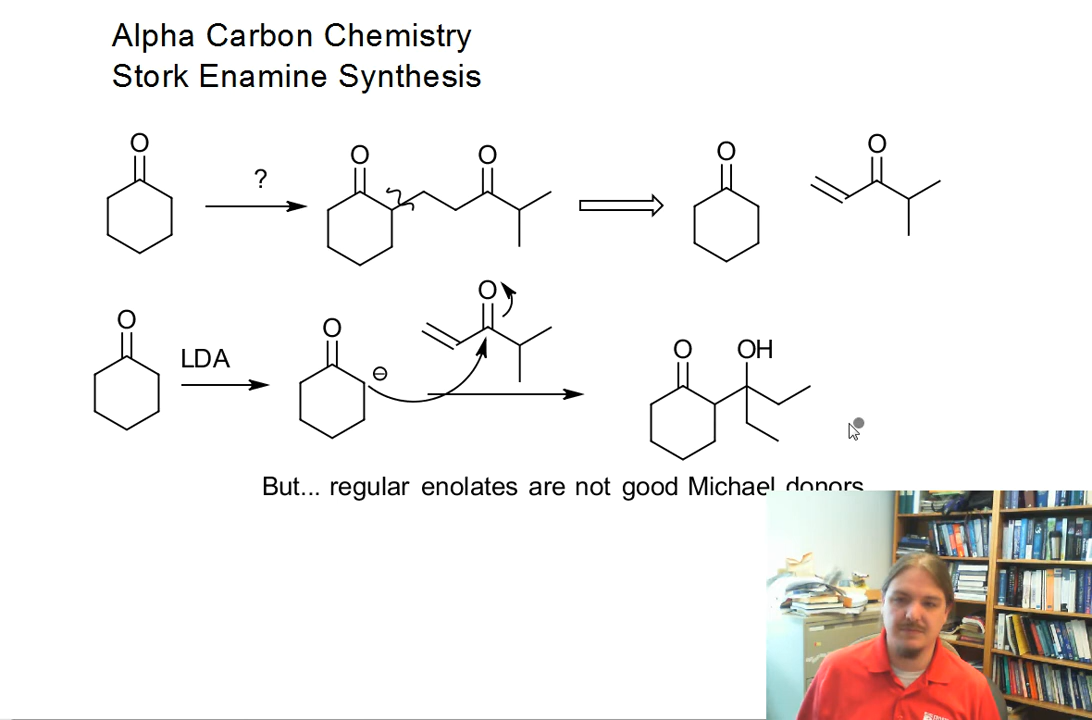 Alpha Carbon Chemistry
Stork Enamine Synthesis
O
?
O
O
O
O
O
LDA
O
⊖
O
O
OH
But... regular enolates are not good Michael donors